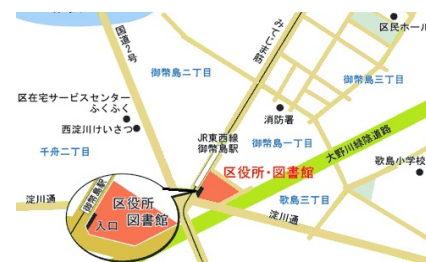 区民ホール
みてじま筋
国道2号
御幣島二丁目
御幣島三丁目
区在宅サービスセンター
ふくふく
西淀川けいさつ
消防署
JR東西線
御幣島駅
御幣島一丁目
大野川緑陰道路
千舟二丁目
区役所・図書館
歌島小学校
淀川通
御幣島駅
区役所
図書館
入口
歌島三丁目
淀川通